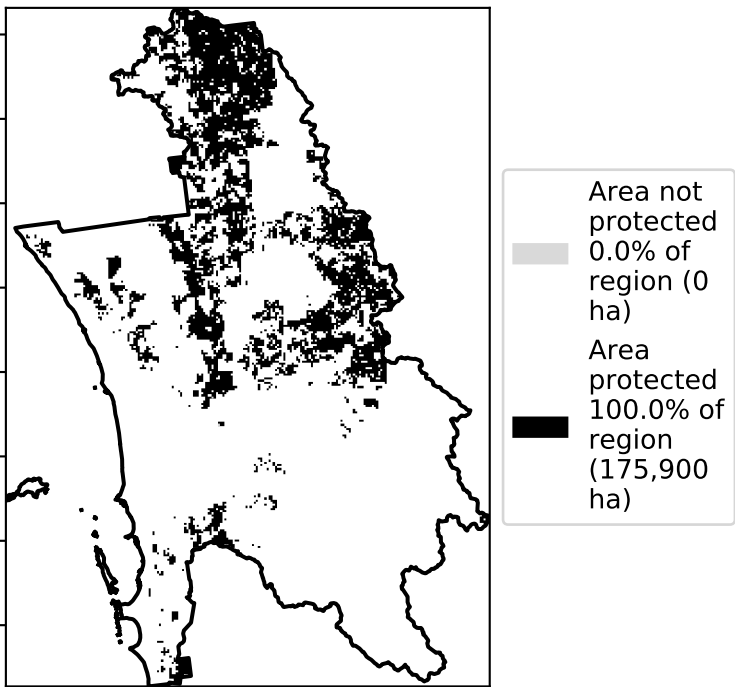 Area not
protected
0.0% of
region (0
ha)
Area
protected
100.0% of
region
(175,900
ha)